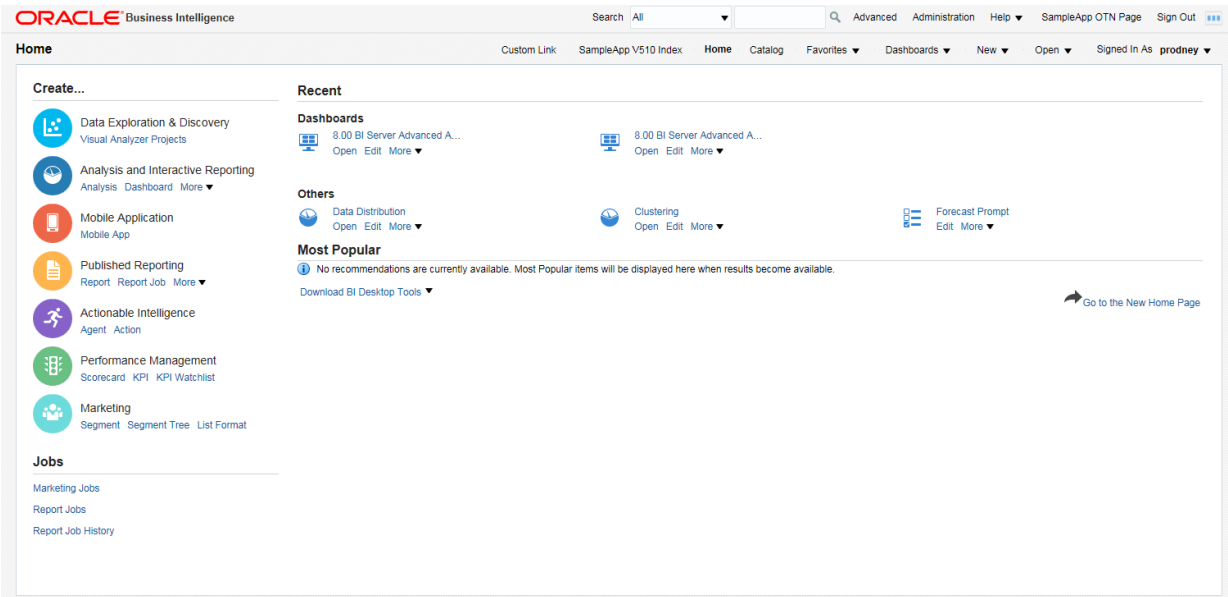 ORACLE Business Intelligence Search All Advanced Administration Help SampleApp OTN Page Sign Out
Home Custom Link SampleApp V510 Index Home Catalog Favorites Dashboards New Open Signed In As prodney
Create...
Data Exploration & Discovery
Visual Analyzer Projects
Analysis and Interactive Reporting
Analysis Dashboard More
Mobile Application
Mobile App
Published Reporting
Report Report Job More
Actionable Intelligence
Agent Action
Performance Management
Scorecard KPI KPI Watchlist
Marketing
Segment Segment Tree List Format
Jobs
Marketing Jobs
Report Jobs
Report Job History
Recent
Dashboards
8.00 BI Server Advanced A... 8.00 BI Server Advanced A...
Open Edit More Open Edit More
Others
Data Distribution Clustering Forecast Prompt
Open Edit More Open Edit More Edit More
Most Popular
No recommendations are currently available. Most Popular items will be displayed here when results become available.
Download BI Desktop Tools
Go to the New Home Page